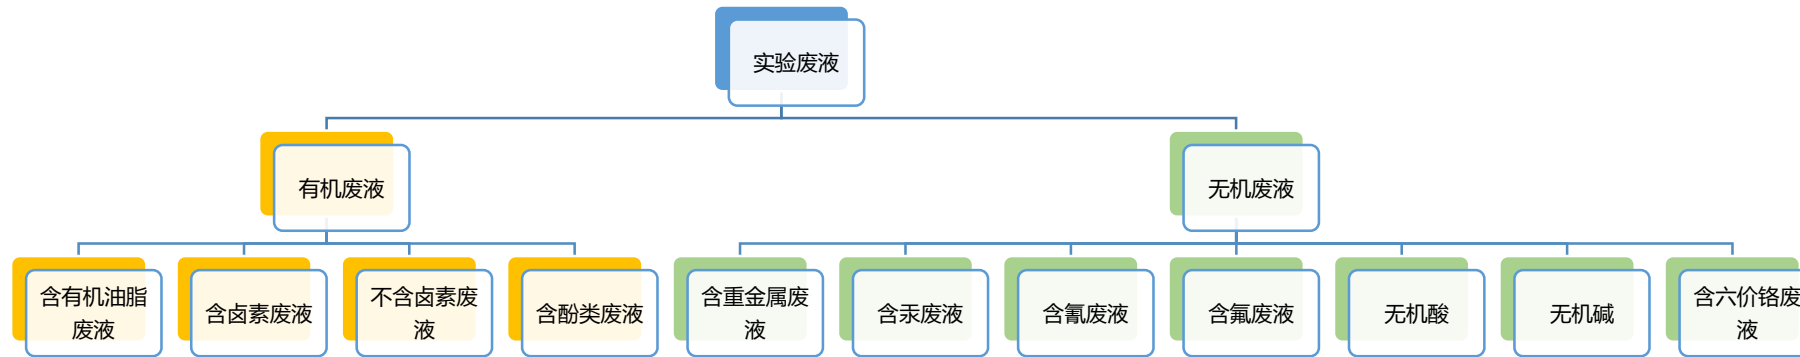 实验废液
有机废液
无机废液
含有机油脂
废液
含卤素废液
不含卤素废
液
含酚类废液
含重金属废
液
含汞废液
含氰废液
含氟废液
无机酸
无机碱
含六价铬废
液